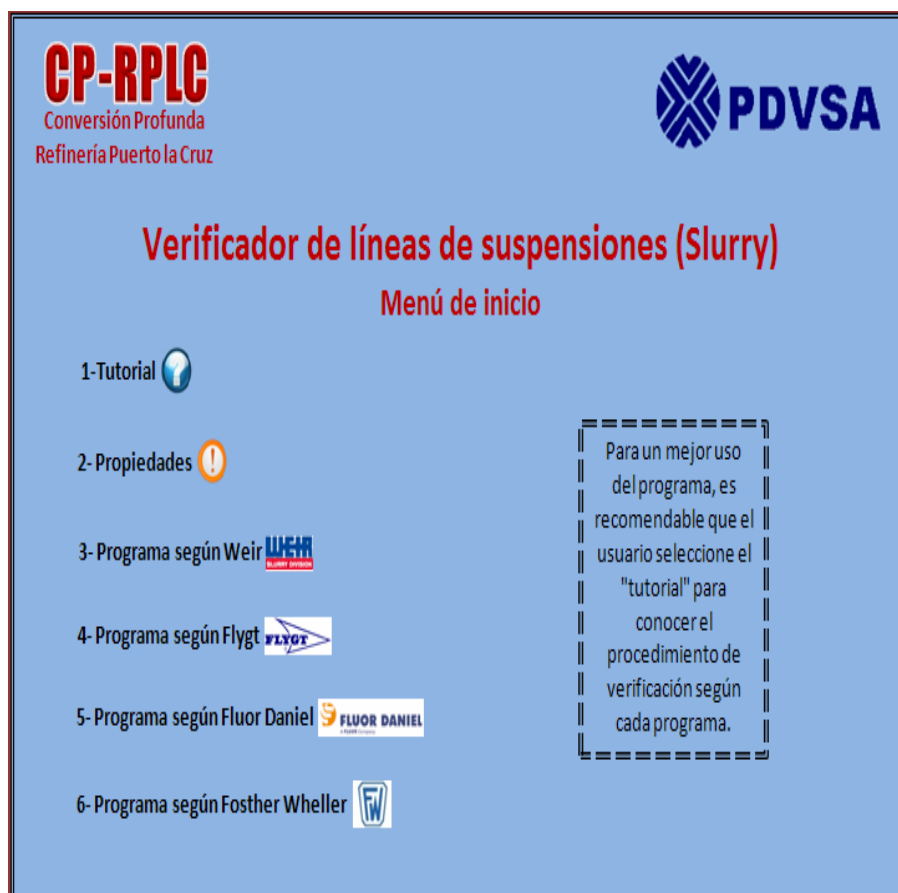 CP-RPLC
Conversión Profunda
Refinería Puerto la Cruz
PDVSA
Verificador de líneas de suspensiones (Slurry)
Menú de inicio
1-Tutorial ?
2- Propiedades !
3- Programa según Weir WEIR
SLURRY DIVISION
4- Programa según Flygt FLYGT
5- Programa según Fluor Daniel FLUOR DANIEL
A FLUOR Company
6- Programa según Fosther Wheller FW
Para un mejor uso
del programa, es
recomendable que el
usuario seleccione el
"tutorial" para
conocer el
procedimiento de
verificación según
cada programa.